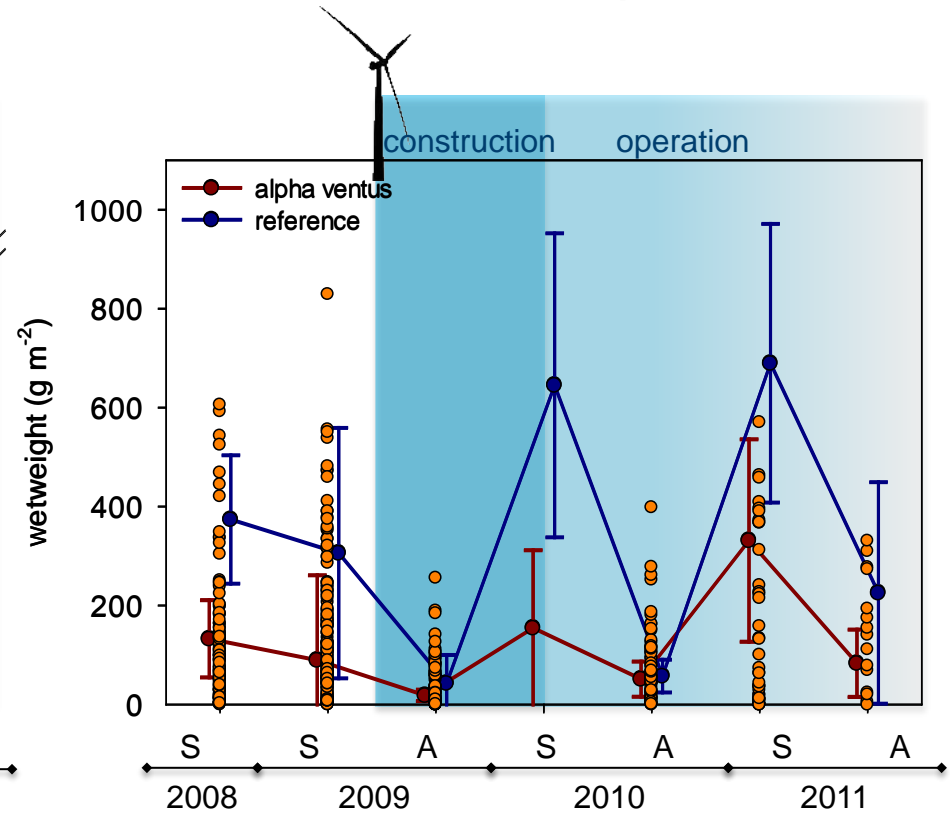 construction operation
alpha ventus
reference
1000
800
600
400
200
0
wetweight (g m⁻²)
S S A S A S A
2008 2009 2010 2011